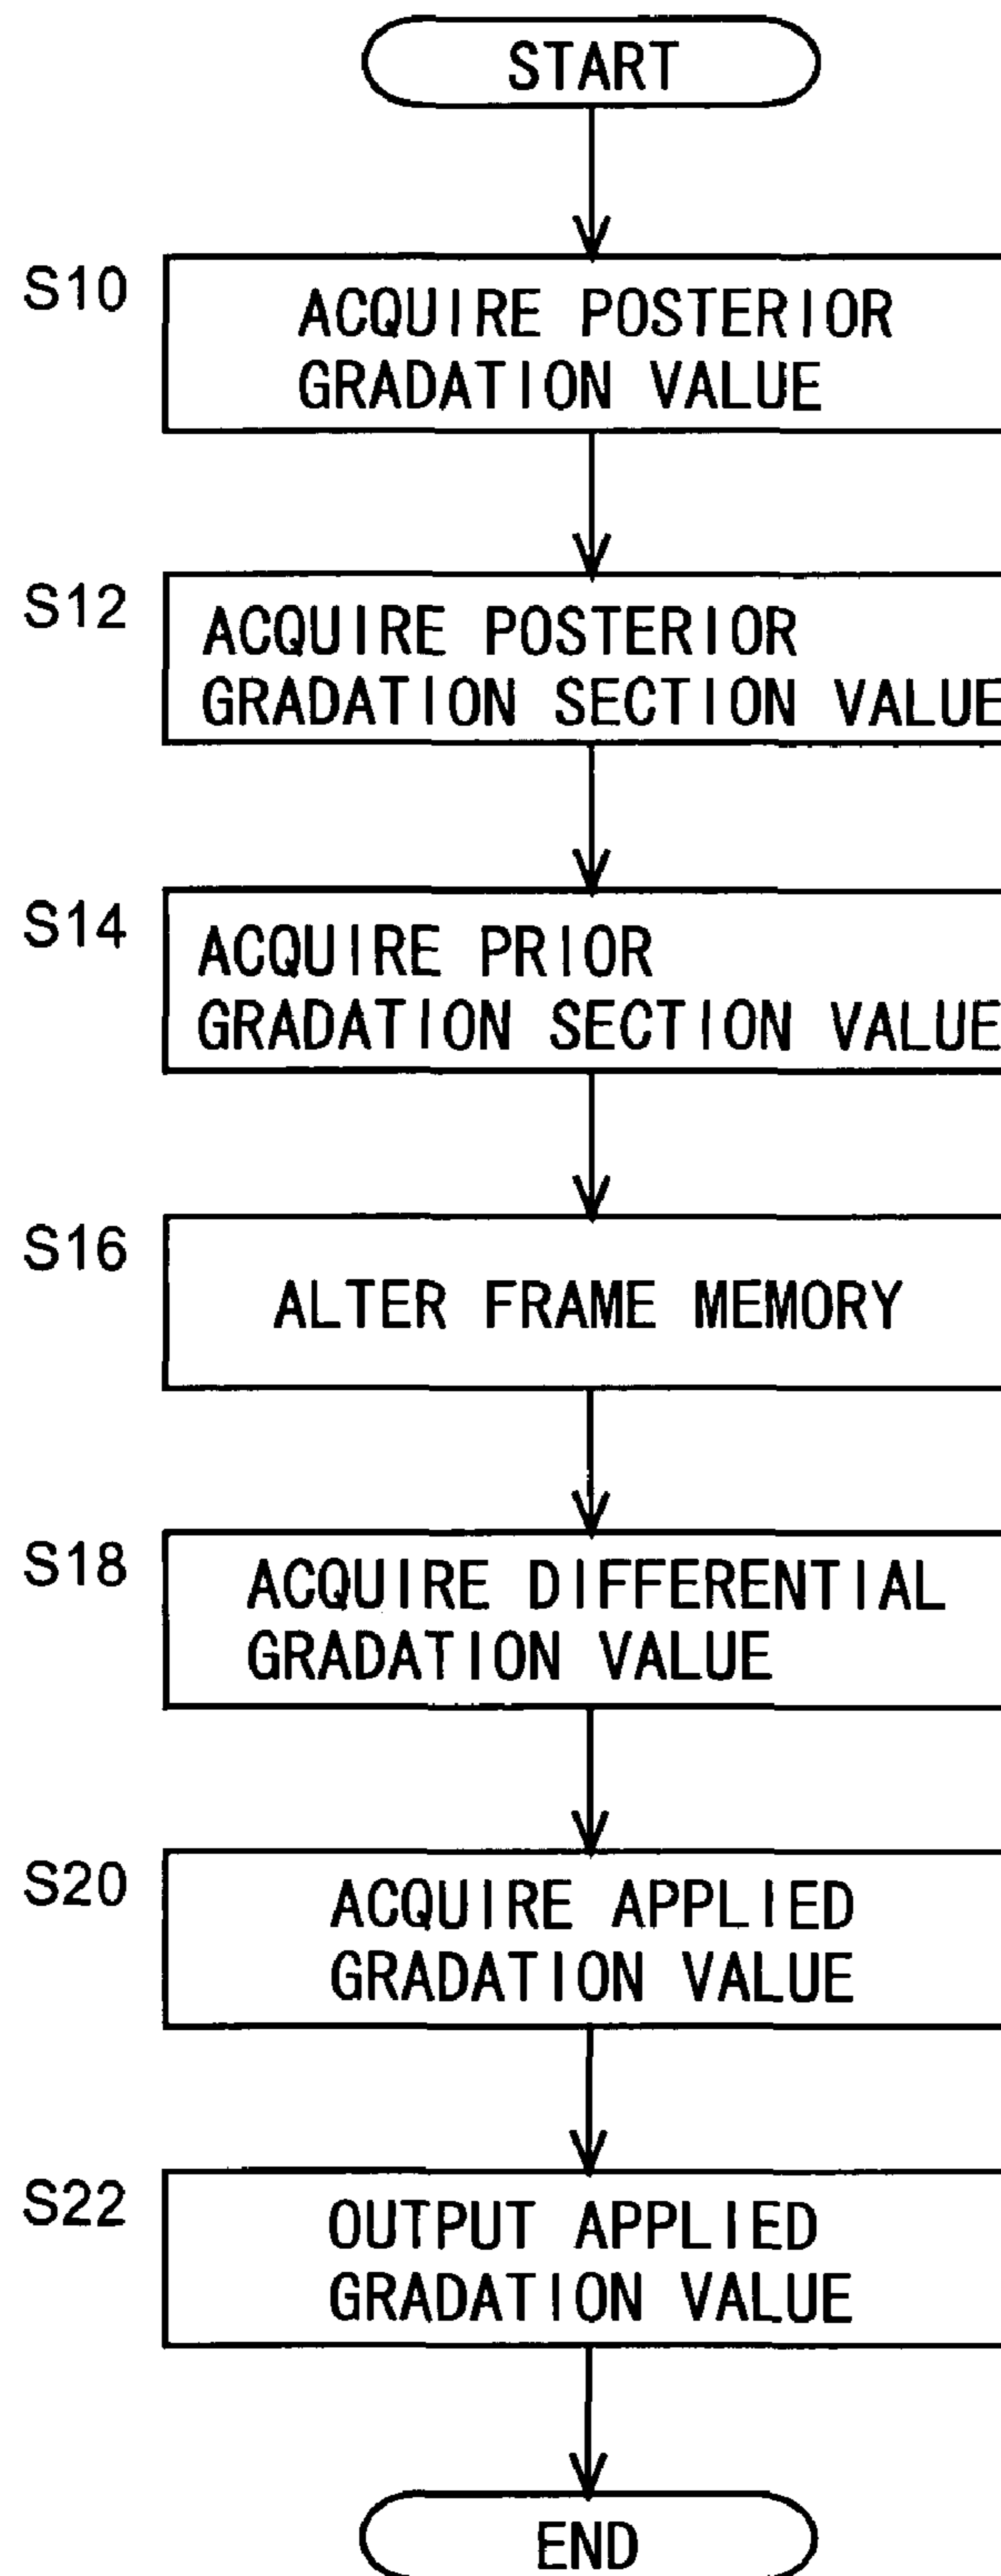 START
S10
ACQUIRE POSTERIOR
GRADATION VALUE
S12
ACQUIRE POSTERIOR
GRADATION SECTION VALUE
S14
ACQUIRE PRIOR
GRADATION SECTION VALUE
S16
ALTER FRAME MEMORY
S18
ACQUIRE DIFFERENTIAL
GRADATION VALUE
S20
ACQUIRE APPLIED
GRADATION VALUE
S22
OUTPUT APPLIED
GRADATION VALUE
END